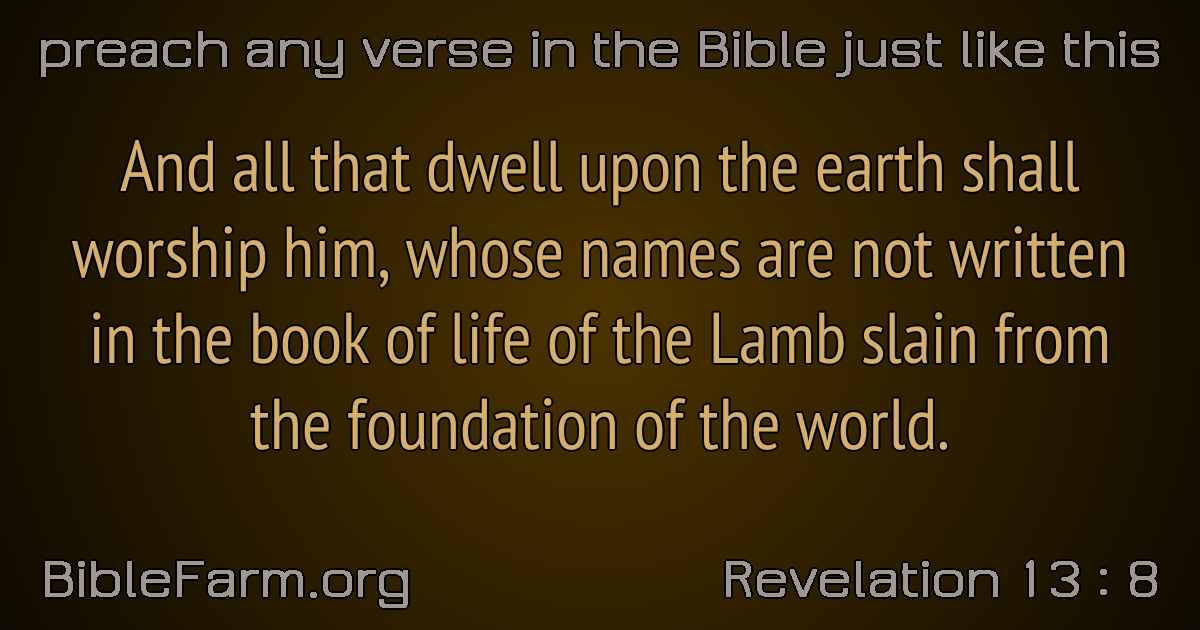 preach any verse in the Bible just like this
And all that dwell upon the earth shall
worship him, whose names are not written
in the book of life of the Lamb slain from
the foundation of the world.
BibleFarm.org
Revelation 13 : 8